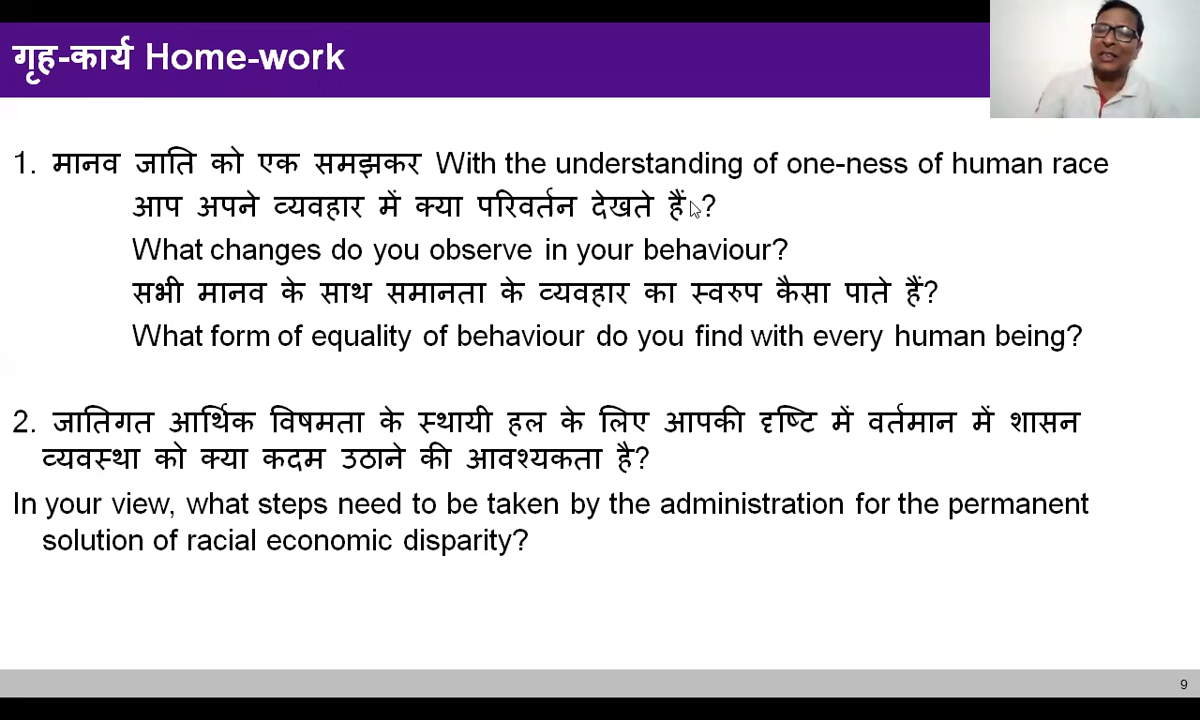 गृह-कार्य Home-work
1. मानव जाति को एक समझकर With the understanding of one-ness of human race
आप अपने व्यवहार में क्या परिवर्तन देखते हैं ?
What changes do you observe in your behaviour?
सभी मानव के साथ समानता के व्यवहार का स्वरुप कैसा पाते हैं?
What form of equality of behaviour do you find with every human being?
2. जातिगत आर्थिक विषमता के स्थायी हल के लिए आपकी दृष्टि में वर्तमान में शासन
व्यवस्था को क्या कदम उठाने की आवश्यकता है?
In your view, what steps need to be taken by the administration for the permanent
solution of racial economic disparity?
9